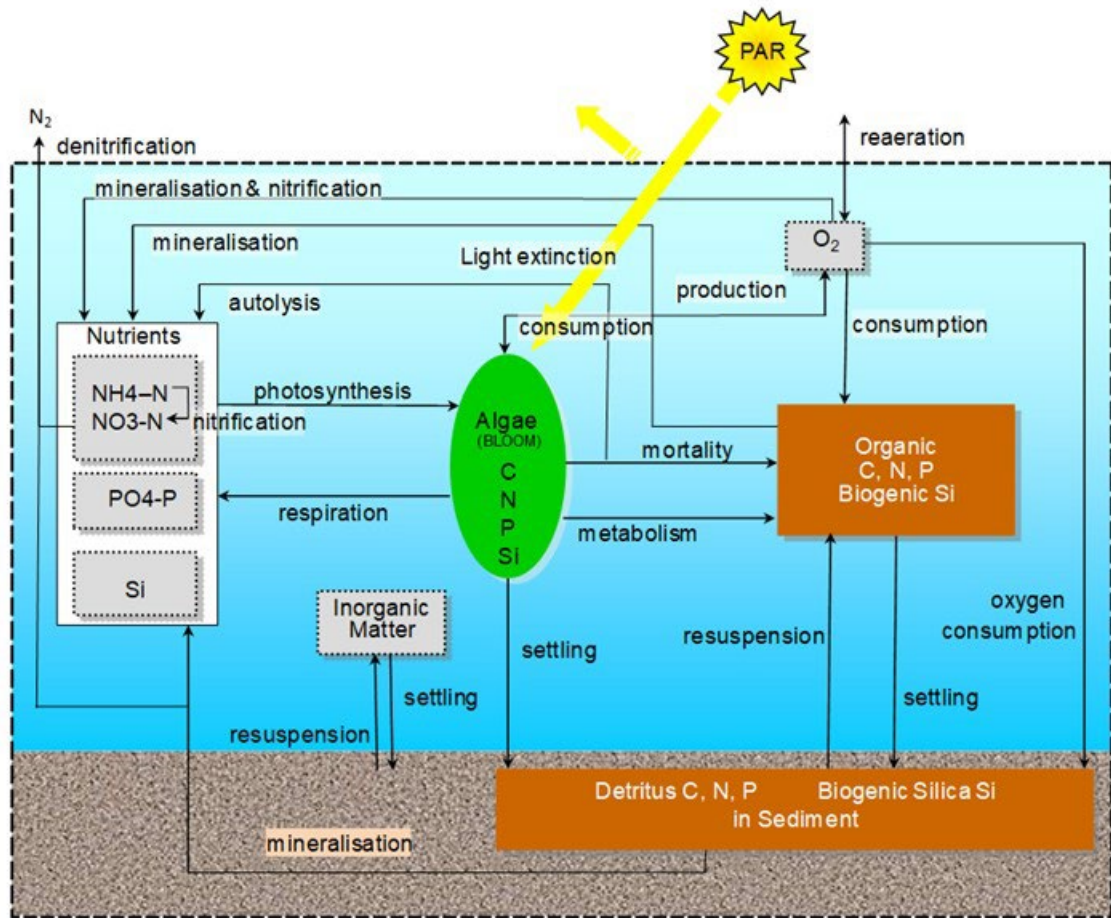 PAR
N2
denitrification
reaeration
mineralisation & nitrification
O2
mineralisation
Light extinction
production
autolysis
consumption
consumption
Nutrients
NH4–N
NO3-N
nitrification
photosynthesis
Algae
(BLOOM)
C
N
P
Si
mortality
Organic
C, N, P
Biogenic Si
PO4-P
respiration
metabolism
Si
Inorganic
Matter
oxygen
consumption
settling
resuspension
settling
settling
resuspension
Detritus C, N, P Biogenic Silica Si
in Sediment
mineralisation